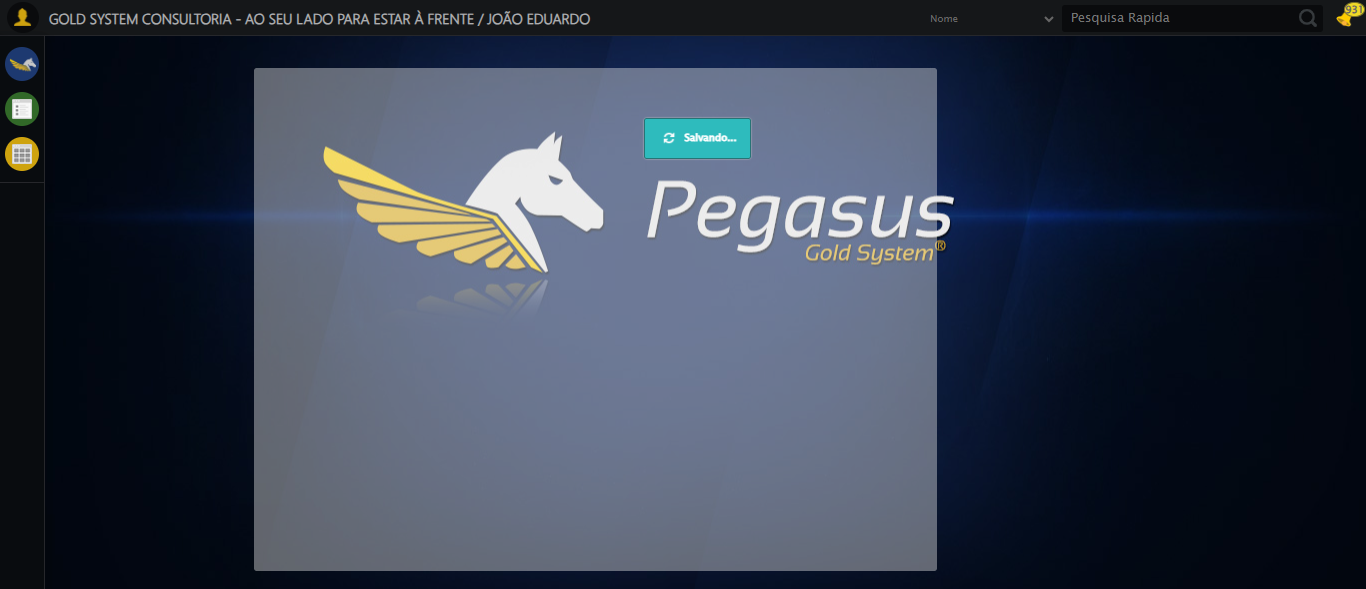 GOLD SYSTEM CONSULTORIA - AO SEU LADO PARA ESTAR À FRENTE / JOÃO EDUARDO
Nome
Pesquisa Rapida
931
Salvando...
Pegasus
Gold System®